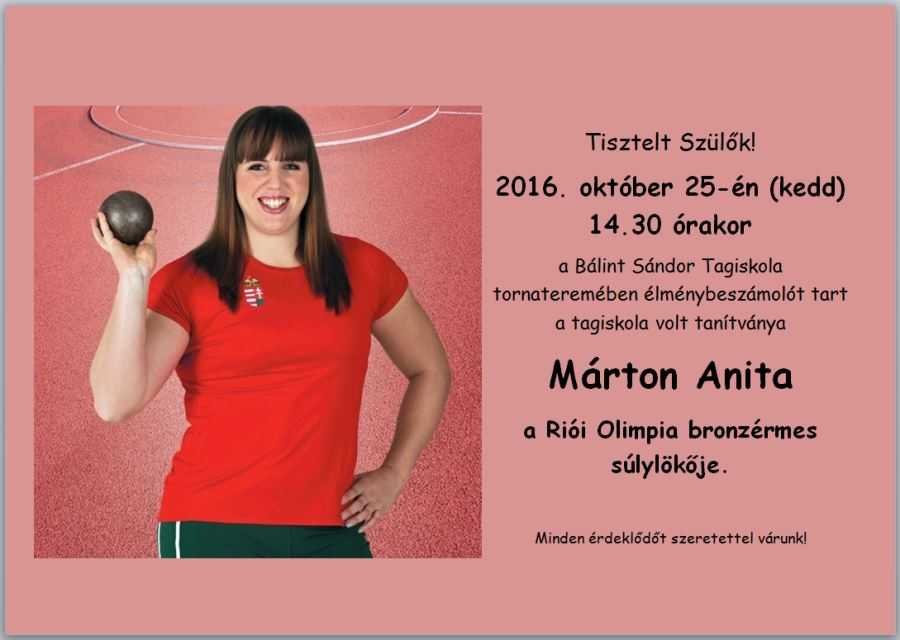 Tisztelt Szülők!
2016. október 25-én (kedd)
14.30 órakor
a Bálint Sándor Tagiskola
tornateremében élménybeszámolót tart
a tagiskola volt tanítványa
Márton Anita
a Riói Olimpia bronzérmes
súlylökője.
Minden érdeklődőt szeretettel várunk!